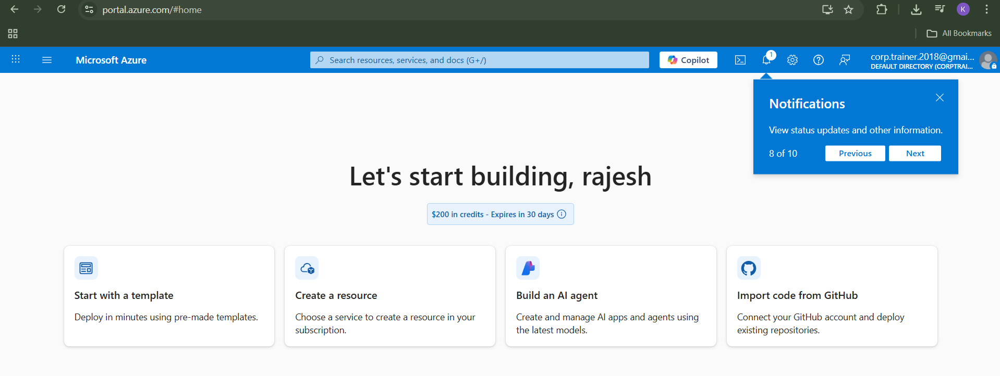 portal.azure.com/#home
K
All Bookmarks
Microsoft Azure
Search resources, services, and docs (G+/)
Copilot
1
corp.trainer.2018@gmai...
DEFAULT DIRECTORY (CORPTRAI...
Notifications
View status updates and other information.
8 of 10
Previous
Next
Let's start building, rajesh
$200 in credits - Expires in 30 days
Start with a template
Deploy in minutes using pre-made templates.
Create a resource
Choose a service to create a resource in your
subscription.
Build an AI agent
Create and manage AI apps and agents using
the latest models.
Import code from GitHub
Connect your GitHub account and deploy
existing repositories.